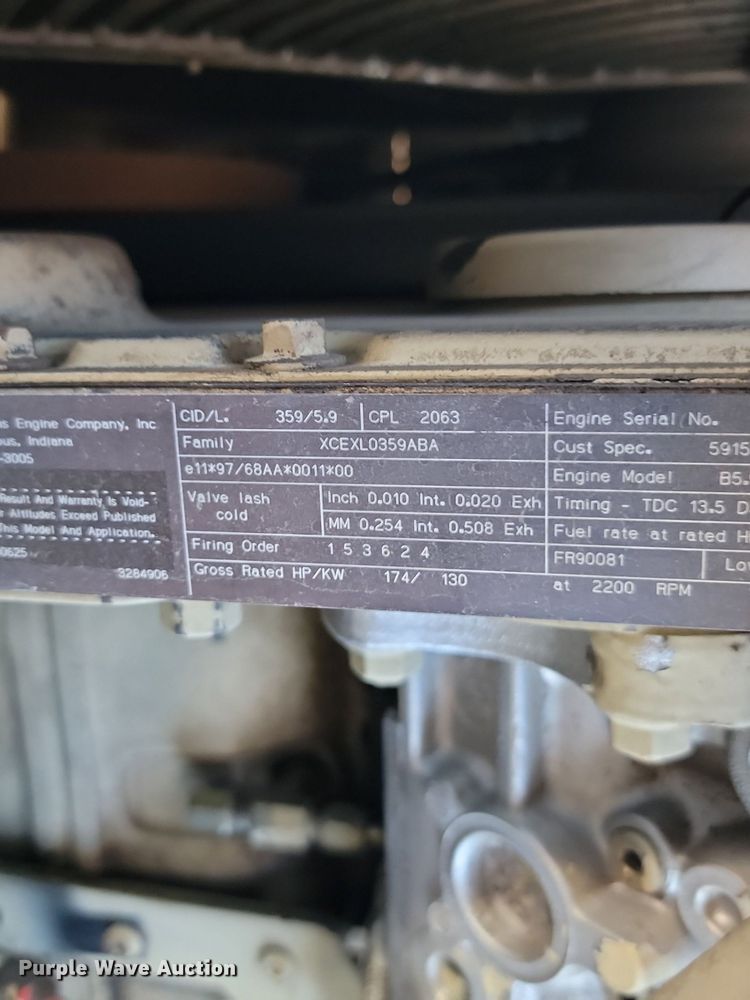 ns Engine Company, Inc
bus, Indiana
-3005
Result And Warranty Is Void-
r Altitudes Exceed Published
This Model And Application.
0625
3284906
CID/L. 359/5.9 CPL 2063
Family XCEXL0359ABA
e11*97/68AA*0011*00
Valve lash cold
Inch 0.010 Int. 0.020 Exh
MM 0.254 Int. 0.508 Exh
Firing Order 1 5 3 6 2 4
Gross Rated HP/KW 174/ 130 at 2200 RPM
Engine Serial No.
Cust Spec. 5915
Engine Model B5.
Timing - TDC 13.5 D
Fuel rate at rated H
FR90081 Lo
Purple Wave Auction